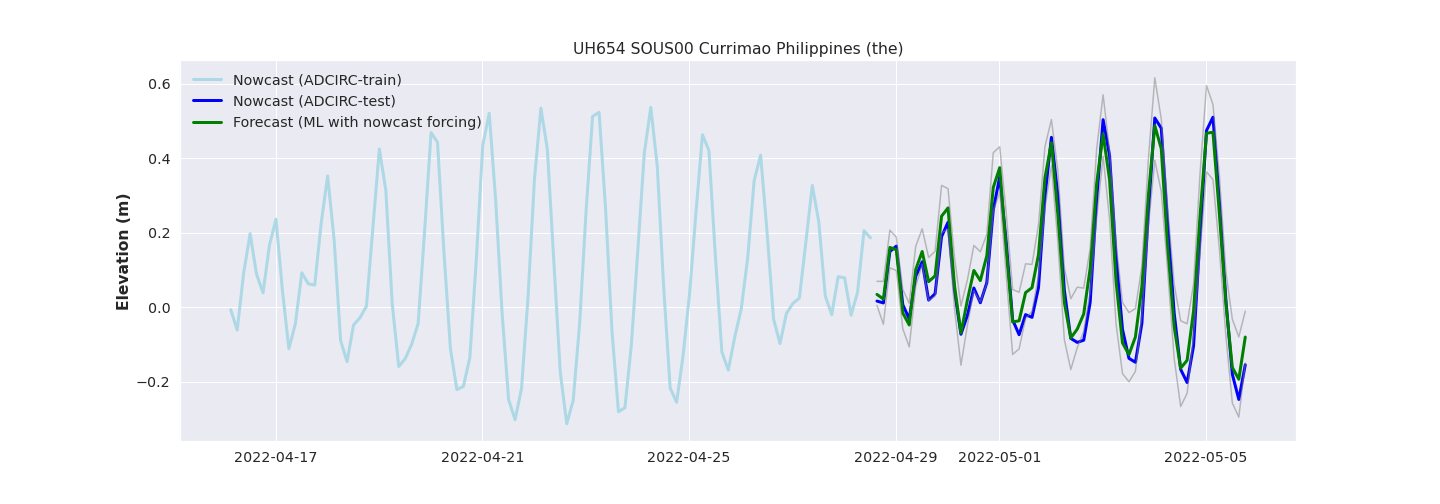 UH654 SOUS00 Currimao Philippines (the)
Nowcast (ADCIRC-train)
Nowcast (ADCIRC-test)
Forecast (ML with nowcast forcing)
Elevation (m)
0.6
0.4
0.2
0.0
−0.2
2022-04-17
2022-04-21
2022-04-25
2022-04-29
2022-05-01
2022-05-05